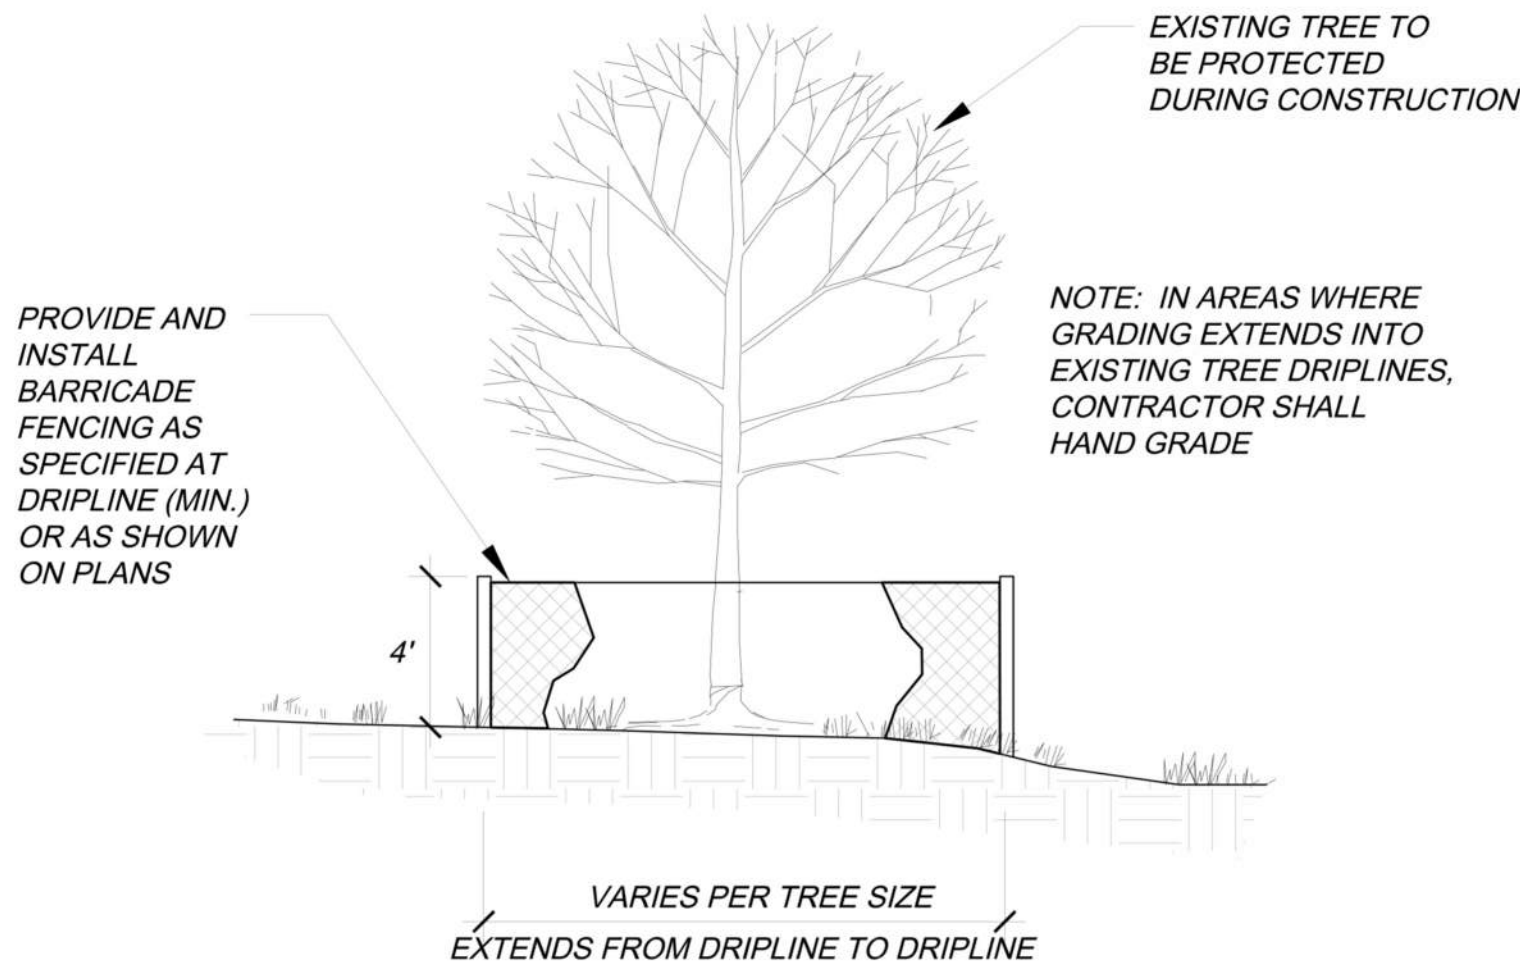 EXISTING TREE TO
BE PROTECTED
DURING CONSTRUCTION
NOTE: IN AREAS WHERE
GRADING EXTENDS INTO
EXISTING TREE DRIPLINES,
CONTRACTOR SHALL
HAND GRADE
PROVIDE AND
INSTALL
BARRICADE
FENCING AS
SPECIFIED AT
DRIPLINE (MIN.)
OR AS SHOWN
ON PLANS
4'
VARIES PER TREE SIZE
EXTENDS FROM DRIPLINE TO DRIPLINE